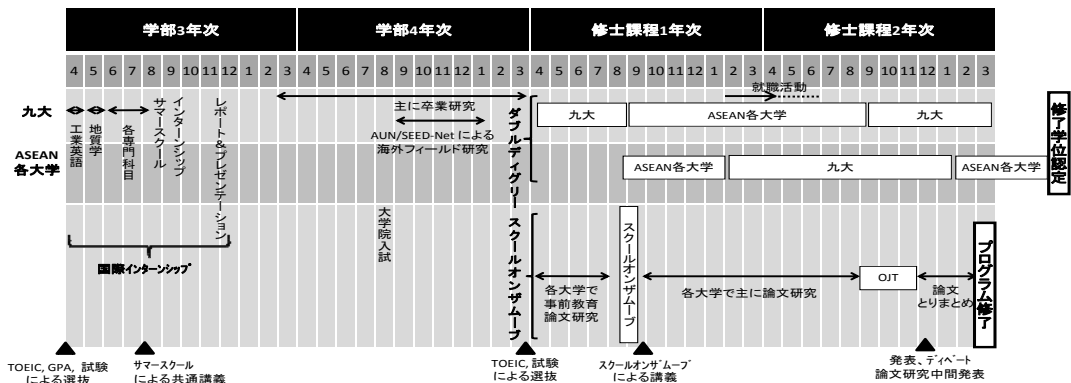 学部3年次 学部4年次 修士課程1年次 修士課程2年次
4 5 6 7 8 9 10 11 12 1 2 3 4 5 6 7 8 9 10 11 12 1 2 3 4 5 6 7 8 9 10 11 12 1 2 3 4 5 6 7 8 9 10 11 12 1 2 3
就職活動
九大
主に卒業研究
九大 ASEAN各大学 九大
AUN/SEED-Net による
海外フィールド研究
ASEAN
各大学
ASEAN各大学 九大 ASEAN各大学
工業英語
地質学
各専門科目
サマースクール
インターンシップ
レポート&プレゼンテーション
ダブルディグリー
修了学位認定
大学院入試
スクールオンザムーブ
スクールオンザムーブ
プログラム修了
国際インターンシップ
各大学で
事前教育
論文研究
各大学で主に論文研究
OJT
論文
とりまとめ
TOEIC, GPA, 試験
による選抜
サマースクール
による共通講義
TOEIC, 試験
による選抜
スクールオンザムーブ
による講義
発表、ディベート
論文研究中間発表